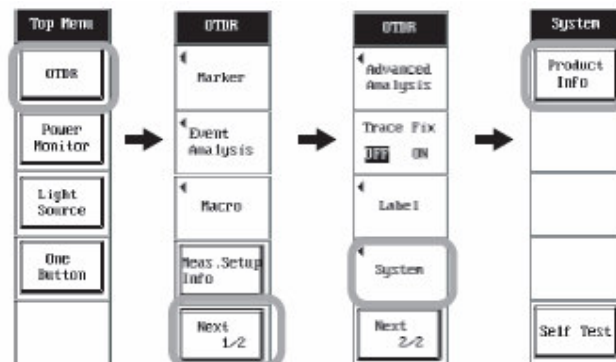 Top Menu
OTDR
Power
Monitor
Light
Source
One
Button
OTDR
Marker
Event
Analysis
Macro
Meas.Setup
Info
Next
1/2
OTDR
Advanced
Analysis
Trace Fix
OFF ON
Label
System
Next
2/2
System
Product
Info
Self Test